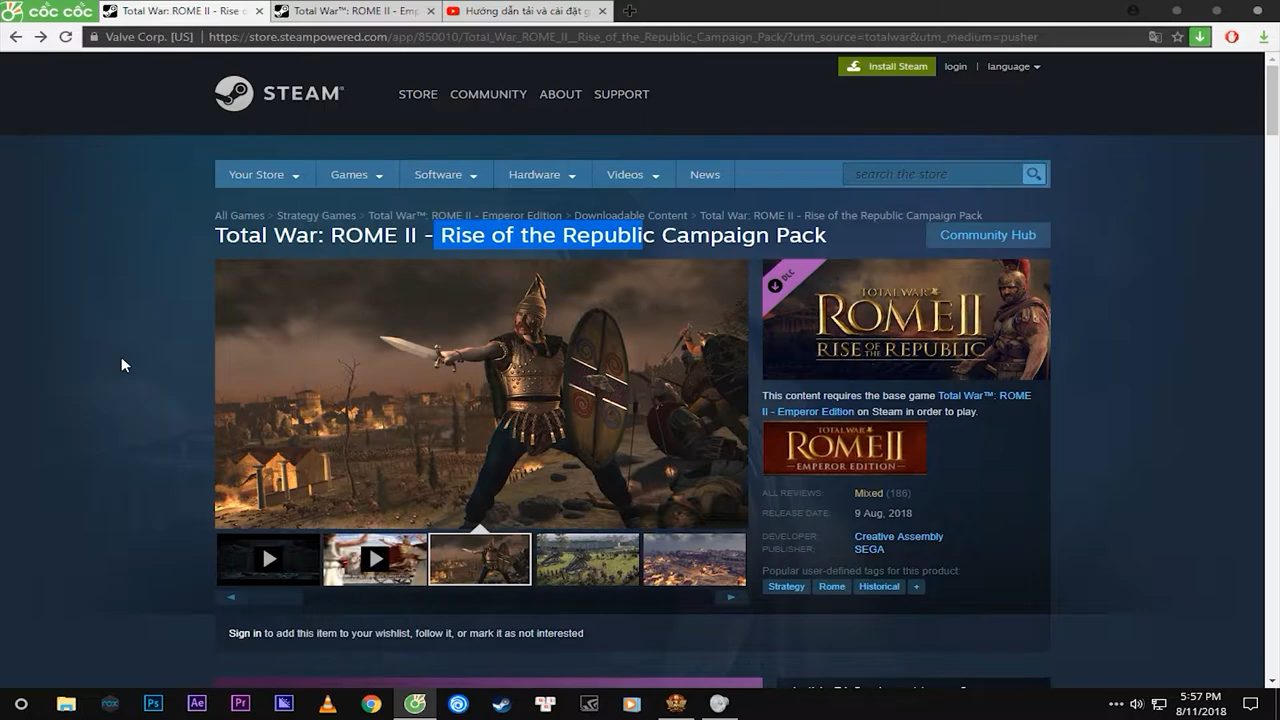 cốc cốc
Total War: ROME II - Rise o
Total War™: ROME II - Emp
Hướng dẫn tải và cài đặt g
Valve Corp. [US] | https://store.steampowered.com/app/850010/Total_War_ROME_II__Rise_of_the_Republic_Campaign_Pack/?utm_source=totalwar&utm_medium=pusher
Install Steam
login | language
STEAM
STORE COMMUNITY ABOUT SUPPORT
Your Store Games Software Hardware Videos News search the store
All Games > Strategy Games > Total War™: ROME II - Emperor Edition > Downloadable Content > Total War: ROME II - Rise of the Republic Campaign Pack
Total War: ROME II - Rise of the Republic Campaign Pack
Community Hub
DLC
TOTAL WAR
ROME II
RISE OF THE REPUBLIC
This content requires the base game Total War™: ROME
II - Emperor Edition on Steam in order to play.
TOTAL WAR
ROME II
EMPEROR EDITION
ALL REVIEWS: Mixed (186)
RELEASE DATE: 9 Aug, 2018
DEVELOPER: Creative Assembly
PUBLISHER: SEGA
Popular user-defined tags for this product:
Strategy Rome Historical +
Sign in to add this item to your wishlist, follow it, or mark it as not interested
Ps Ae Pr
5:57 PM
8/11/2018